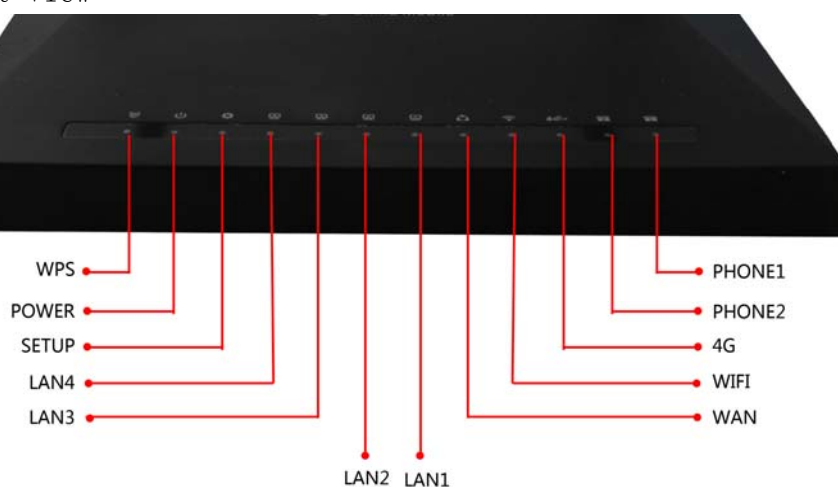 WPS
POWER
SETUP
LAN4
LAN3
LAN2
LAN1
PHONE1
PHONE2
4G
WIFI
WAN